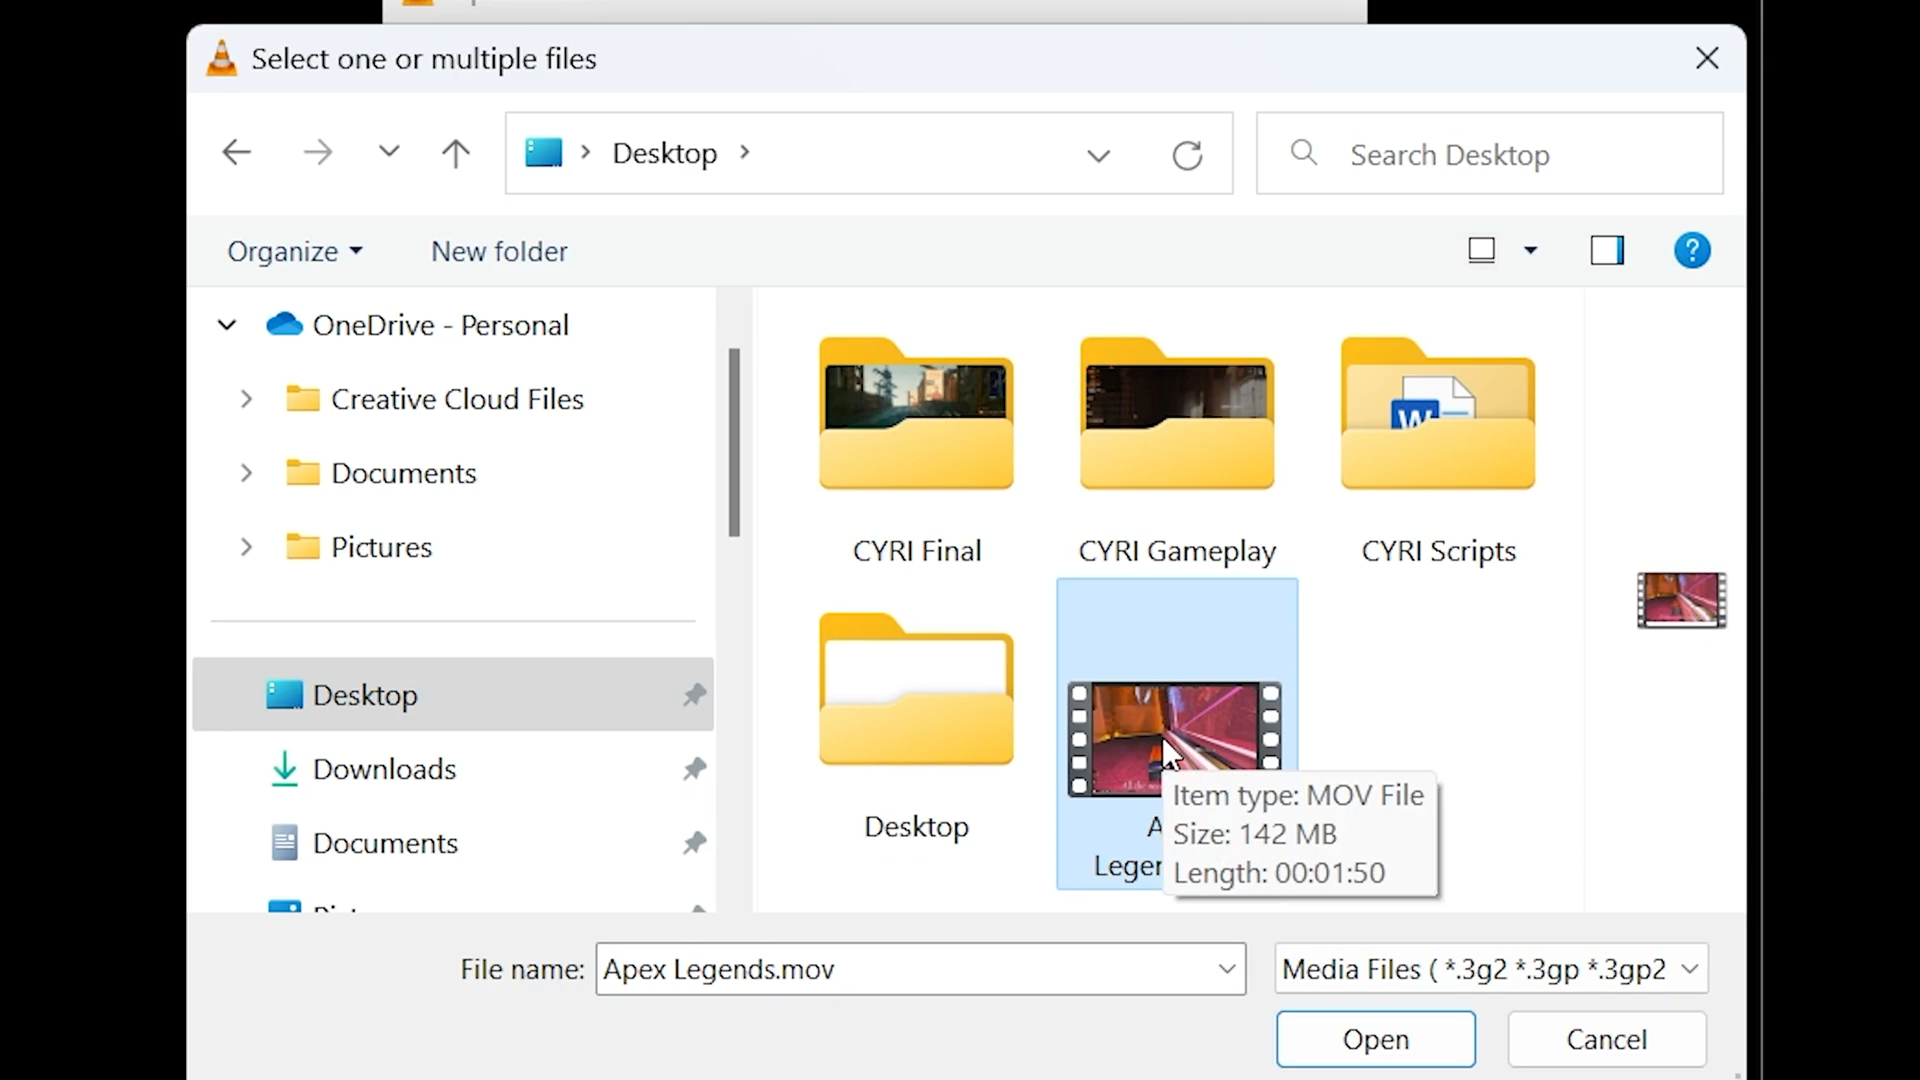 Select one or multiple files
Desktop
Search Desktop
Organize
New folder
OneDrive - Personal
Creative Cloud Files
Documents
Pictures
Desktop
Downloads
Documents
CYRI Final
CYRI Gameplay
CYRI Scripts
W
Desktop
Item type: MOV File
Size: 142 MB
Length: 00:01:50
File name:
Apex Legends.mov
Media Files ( *.3g2 *.3gp *.3gp2
Open
Cancel